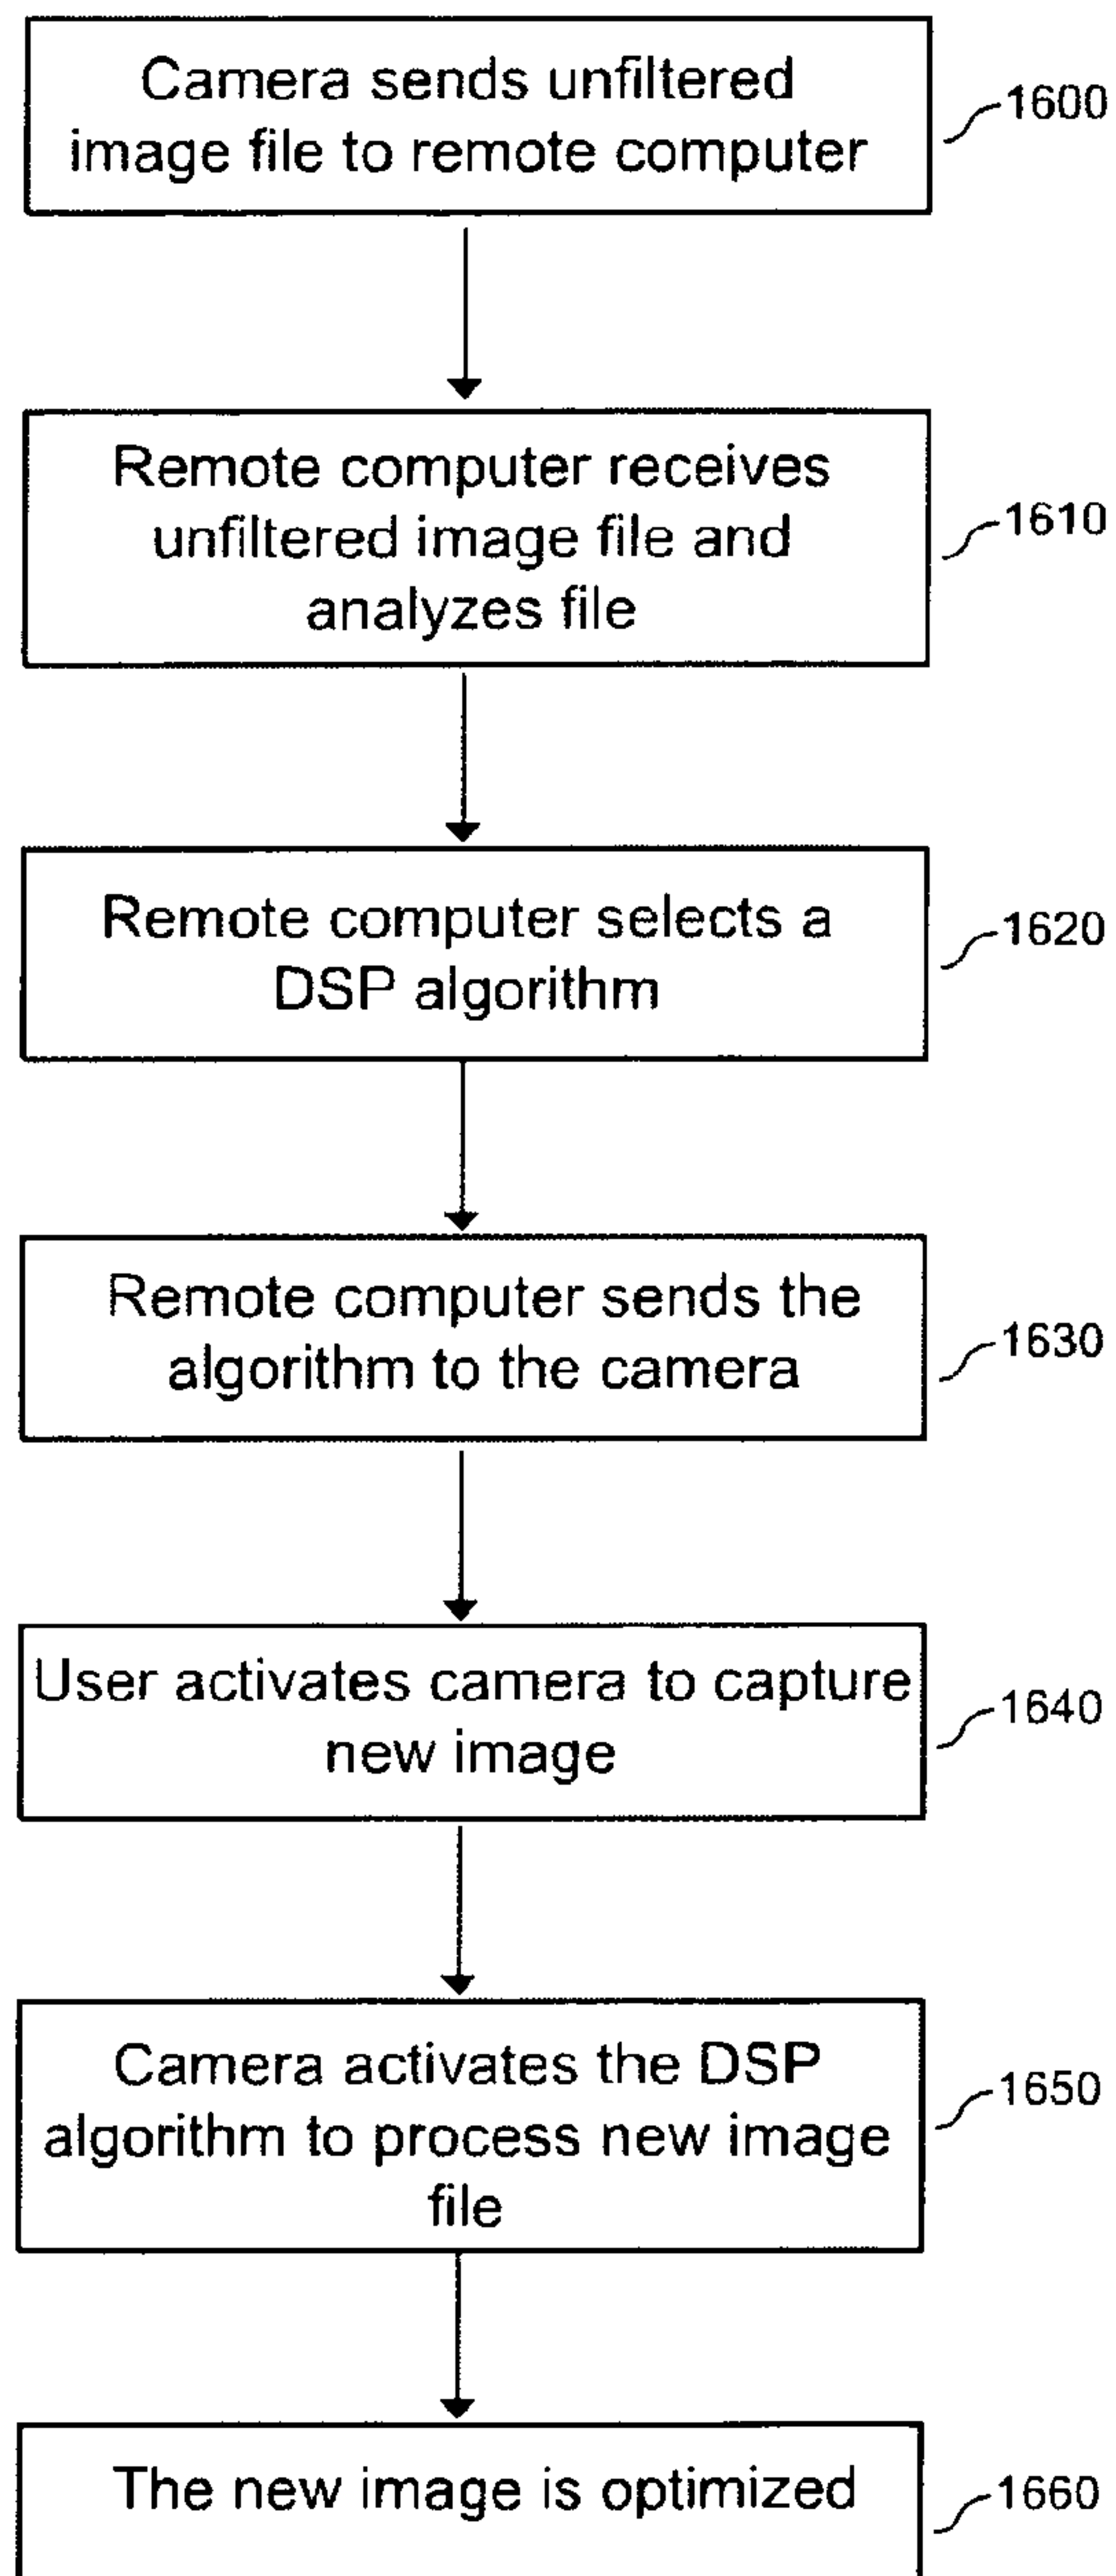 Camera sends unfiltered
image file to remote computer
1600
Remote computer receives
unfiltered image file and
analyzes file
1610
Remote computer selects a
DSP algorithm
1620
Remote computer sends the
algorithm to the camera
1630
User activates camera to capture
new image
1640
Camera activates the DSP
algorithm to process new image
file
1650
The new image is optimized
1660